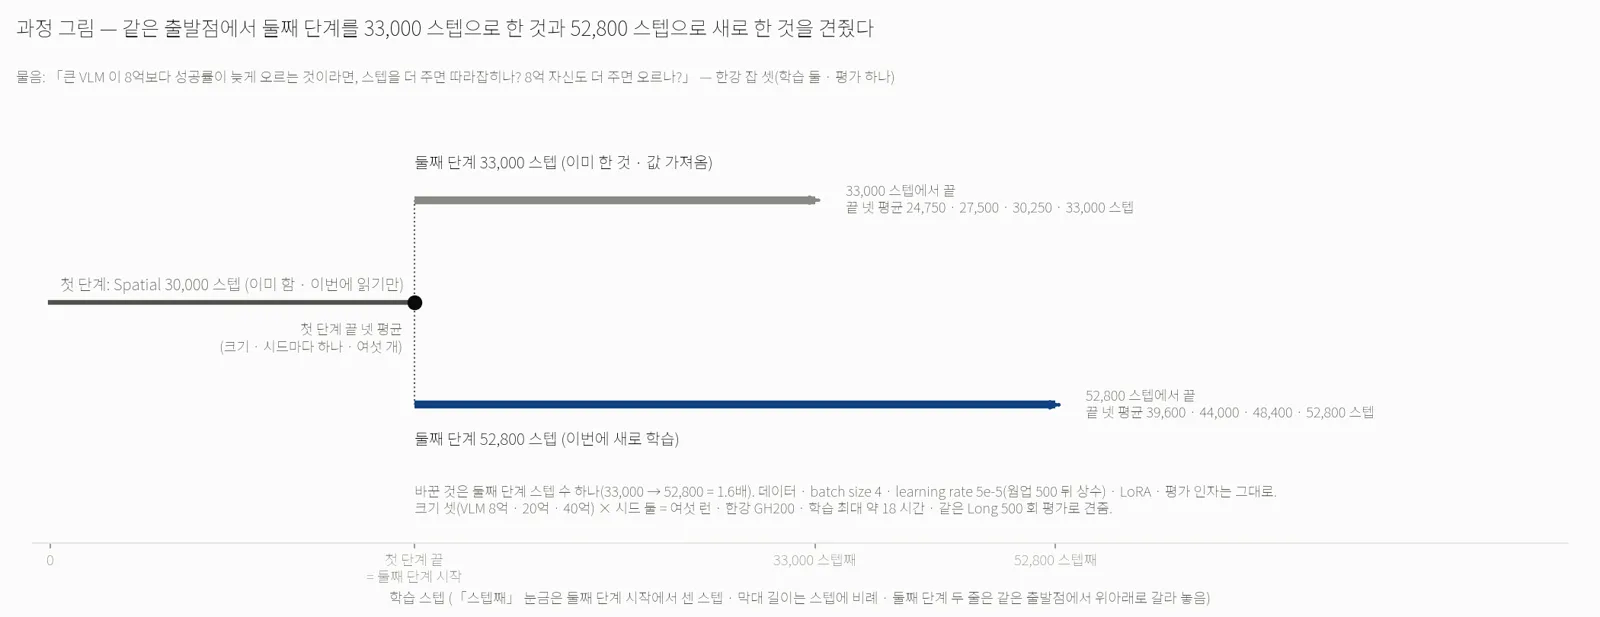 과정 그림 — 같은 출발점에서 둘째 단계를 33,000 스텝으로 한 것과 52,800 스텝으로 새로 한 것을 견줬다
물음: 「큰 VLM 이 8억보다 성공률이 늦게 오르는 것이라면, 스텝을 더 주면 따라잡히나? 8억 자신도 더 주면 오르나?」 — 한강 잡 셋(학습 둘 · 평가 하나)
둘째 단계 33,000 스텝 (이미 한 것 · 값 가져옴)
33,000 스텝에서 끝
끝 넷 평균 24,750 · 27,500 · 30,250 · 33,000 스텝
첫 단계: Spatial 30,000 스텝 (이미 함 · 이번에 읽기만)
첫 단계 끝 넷 평균
(크기 · 시드마다 하나 · 여섯 개)
52,800 스텝에서 끝
끝 넷 평균 39,600 · 44,000 · 48,400 · 52,800 스텝
둘째 단계 52,800 스텝 (이번에 새로 학습)
바꾼 것은 둘째 단계 스텝 수 하나(33,000 → 52,800 = 1.6배). 데이터 · batch size 4 · learning rate 5e-5(웜업 500 뒤 상수) · LoRA · 평가 인자는 그대로.
크기 셋(VLM 8억 · 20억 · 40억) × 시드 둘 = 여섯 런 · 한강 GH200 · 학습 최대 약 18 시간 · 같은 Long 500 회 평가로 견줌.
0
첫 단계 끝
= 둘째 단계 시작
33,000 스텝째
52,800 스텝째
학습 스텝 (「스텝째」 눈금은 둘째 단계 시작에서 센 스텝 · 막대 길이는 스텝에 비례 · 둘째 단계 두 줄은 같은 출발점에서 위아래로 갈라 놓음)